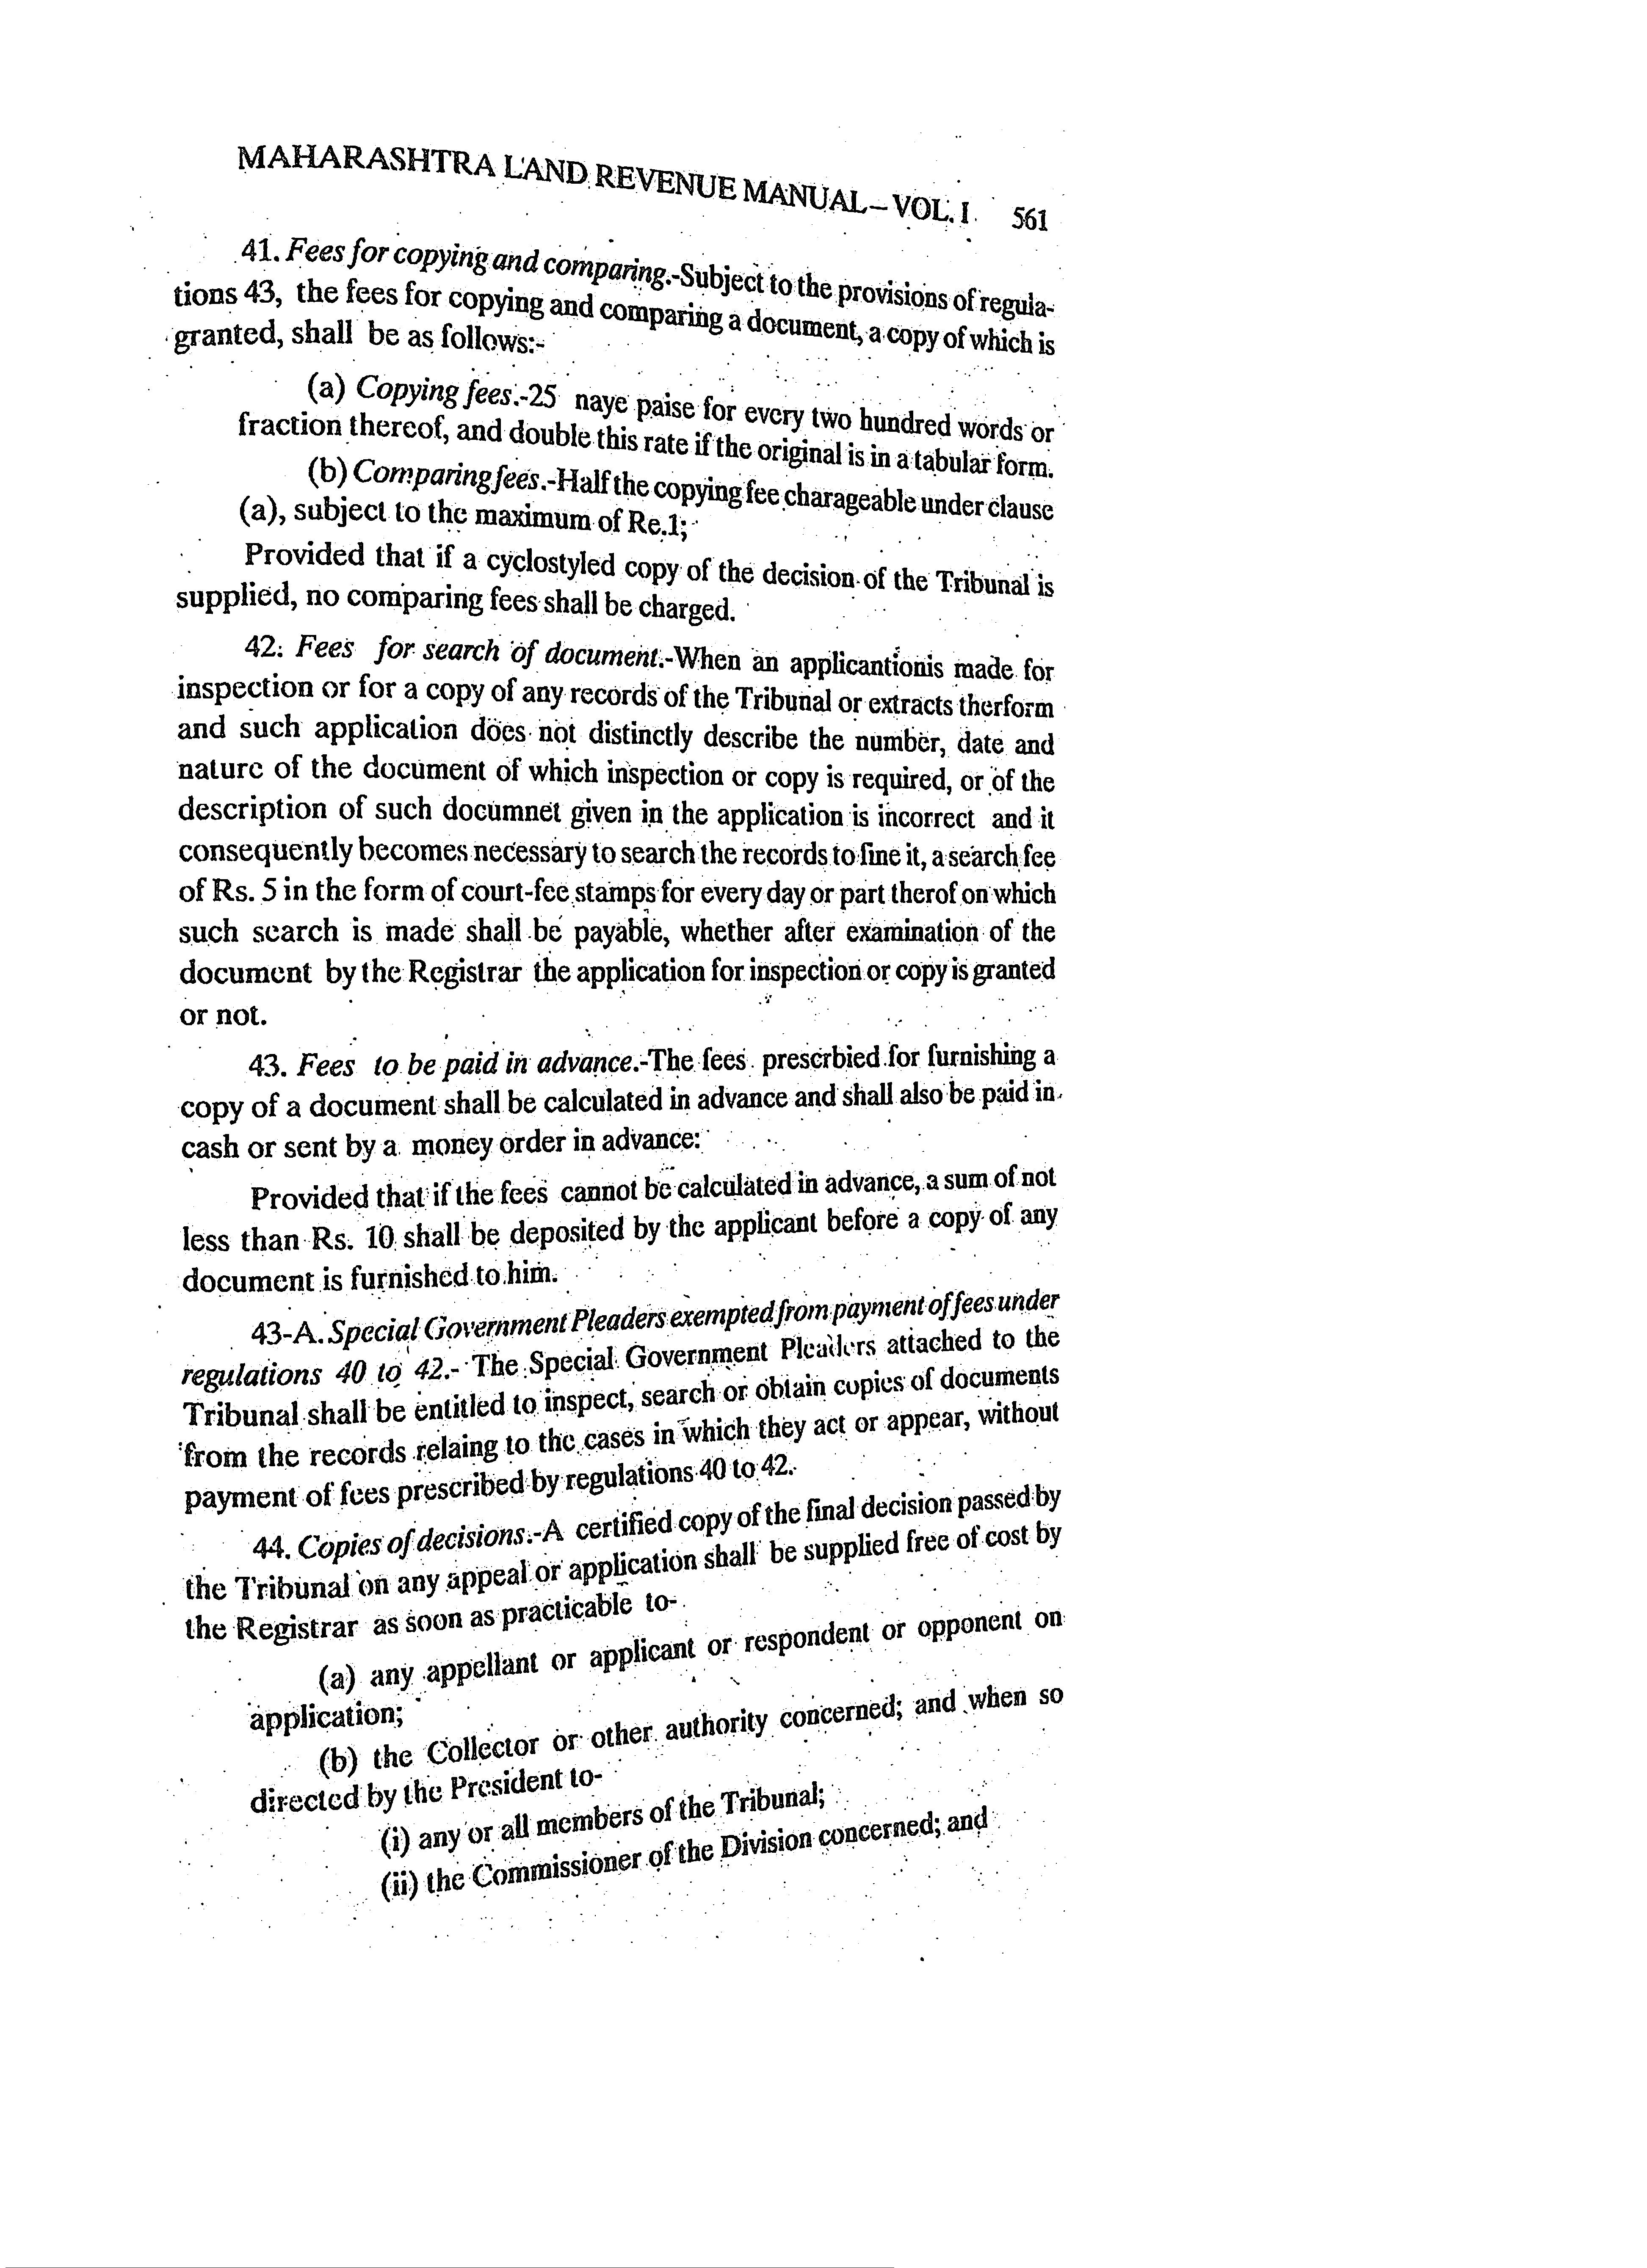 MAHARASHTRA LAND REVENUE MANUAL – VOL. I 561
41. Fees for copying and comparing.-Subject to the provisions of regula-
tions 43, the fees for copying and comparing a document, a copy of which is
granted, shall be as follows:-
(a) Copying fees.-25 naye paise for every two hundred words or
fraction thereof, and double this rate if the original is in a tabular form.
(b) Comparing fees.-Half the copying fee charageable under clause
(a), subject to the maximum of Re.1;
Provided that if a cyclostyled copy of the decision of the Tribunal is
supplied, no comparing fees shall be charged.
42. Fees for search of document.-When an applicantionis made for
inspection or for a copy of any records of the Tribunal or extracts therform
and such application does not distinctly describe the number, date and
nature of the document of which inspection or copy is required, or of the
description of such documnet given in the application is incorrect and it
consequently becomes necessary to search the records to fine it, a search fee
of Rs. 5 in the form of court-fee stamps for every day or part therof on which
such search is made shall be payable, whether after examination of the
document by the Registrar the application for inspection or copy is granted
or not.
43. Fees to be paid in advance.-The fees prescrbied for furnishing a
copy of a document shall be calculated in advance and shall also be paid in
cash or sent by a money order in advance:
Provided that if the fees cannot be calculated in advance, a sum of not
less than Rs. 10 shall be deposited by the applicant before a copy of any
document is furnished to him.
43-A. Special Government Pleaders exempted from payment of fees under
regulations 40 to 42.- The Special Government Pleaders attached to the
Tribunal shall be entitled to inspect, search or obtain copies of documents
from the records relaing to the cases in which they act or appear, without
payment of fees prescribed by regulations 40 to 42.
44. Copies of decisions.-A certified copy of the final decision passed by
the Tribunal on any appeal or application shall be supplied free of cost by
the Registrar as soon as practicable to-
(a) any appellant or applicant or respondent or opponent on
application;
(b) the Collector or other authority concerned; and when so
directed by the President to-
(i) any or all members of the Tribunal;
(ii) the Commissioner of the Division concerned; and